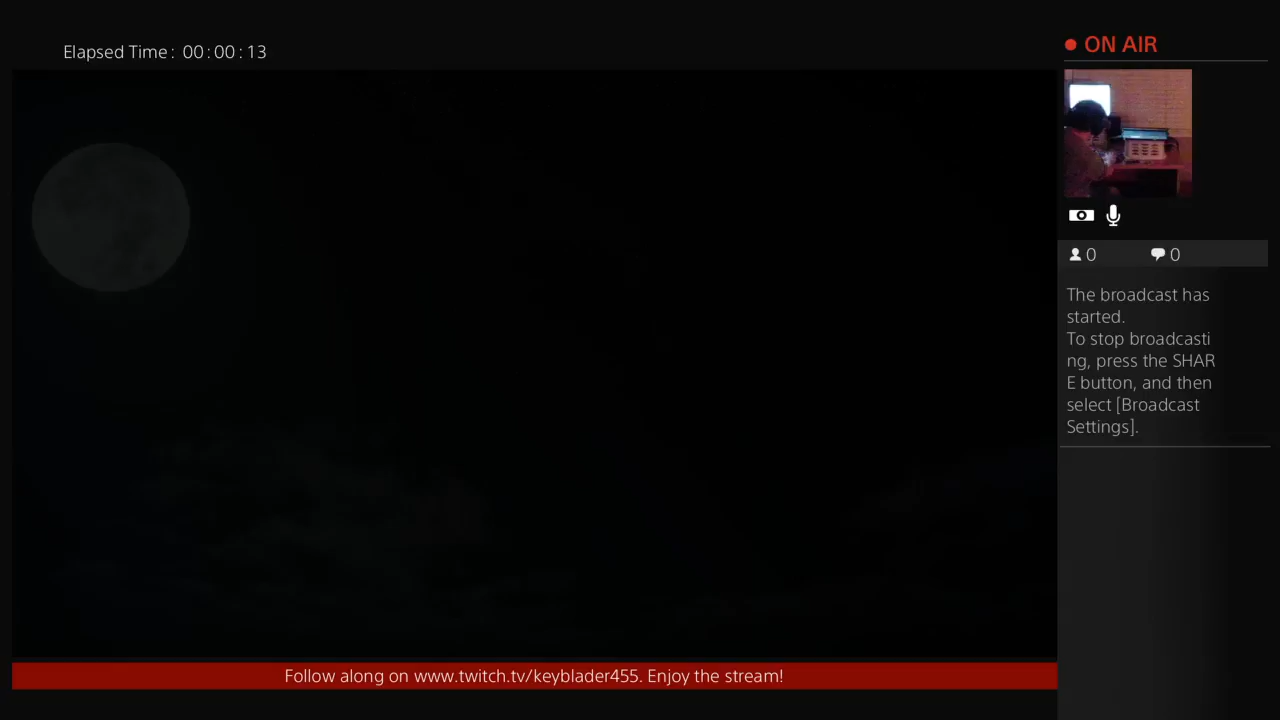 Elapsed Time: 00:00:13
ON AIR
0 0
The broadcast has
started.
To stop broadcasti
ng, press the SHAR
E button, and then
select [Broadcast
Settings].
Follow along on www.twitch.tv/keyblader455. Enjoy the stream!